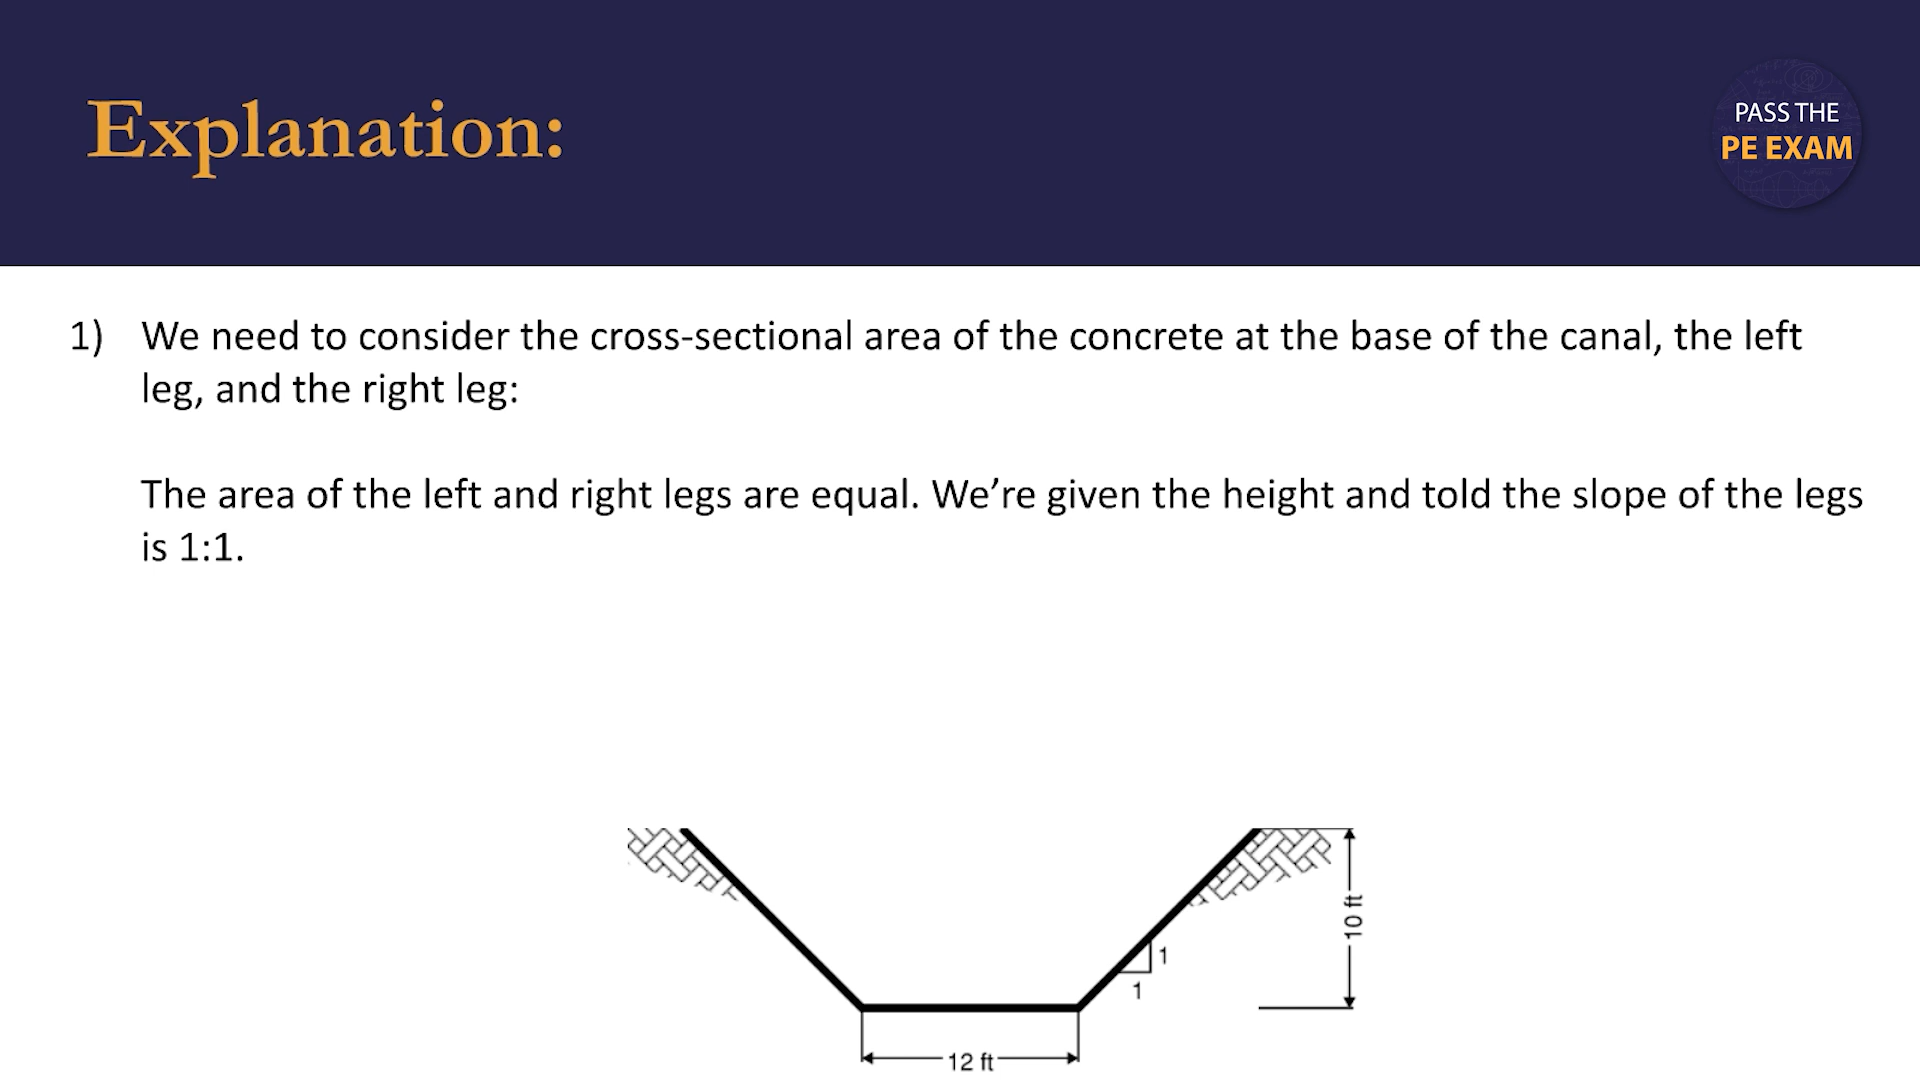 Explanation:
PASS THE
PE EXAM
1) We need to consider the cross-sectional area of the concrete at the base of the canal, the left
leg, and the right leg:
The area of the left and right legs are equal. We’re given the height and told the slope of the legs
is 1:1.
10 ft
1
1
12 ft